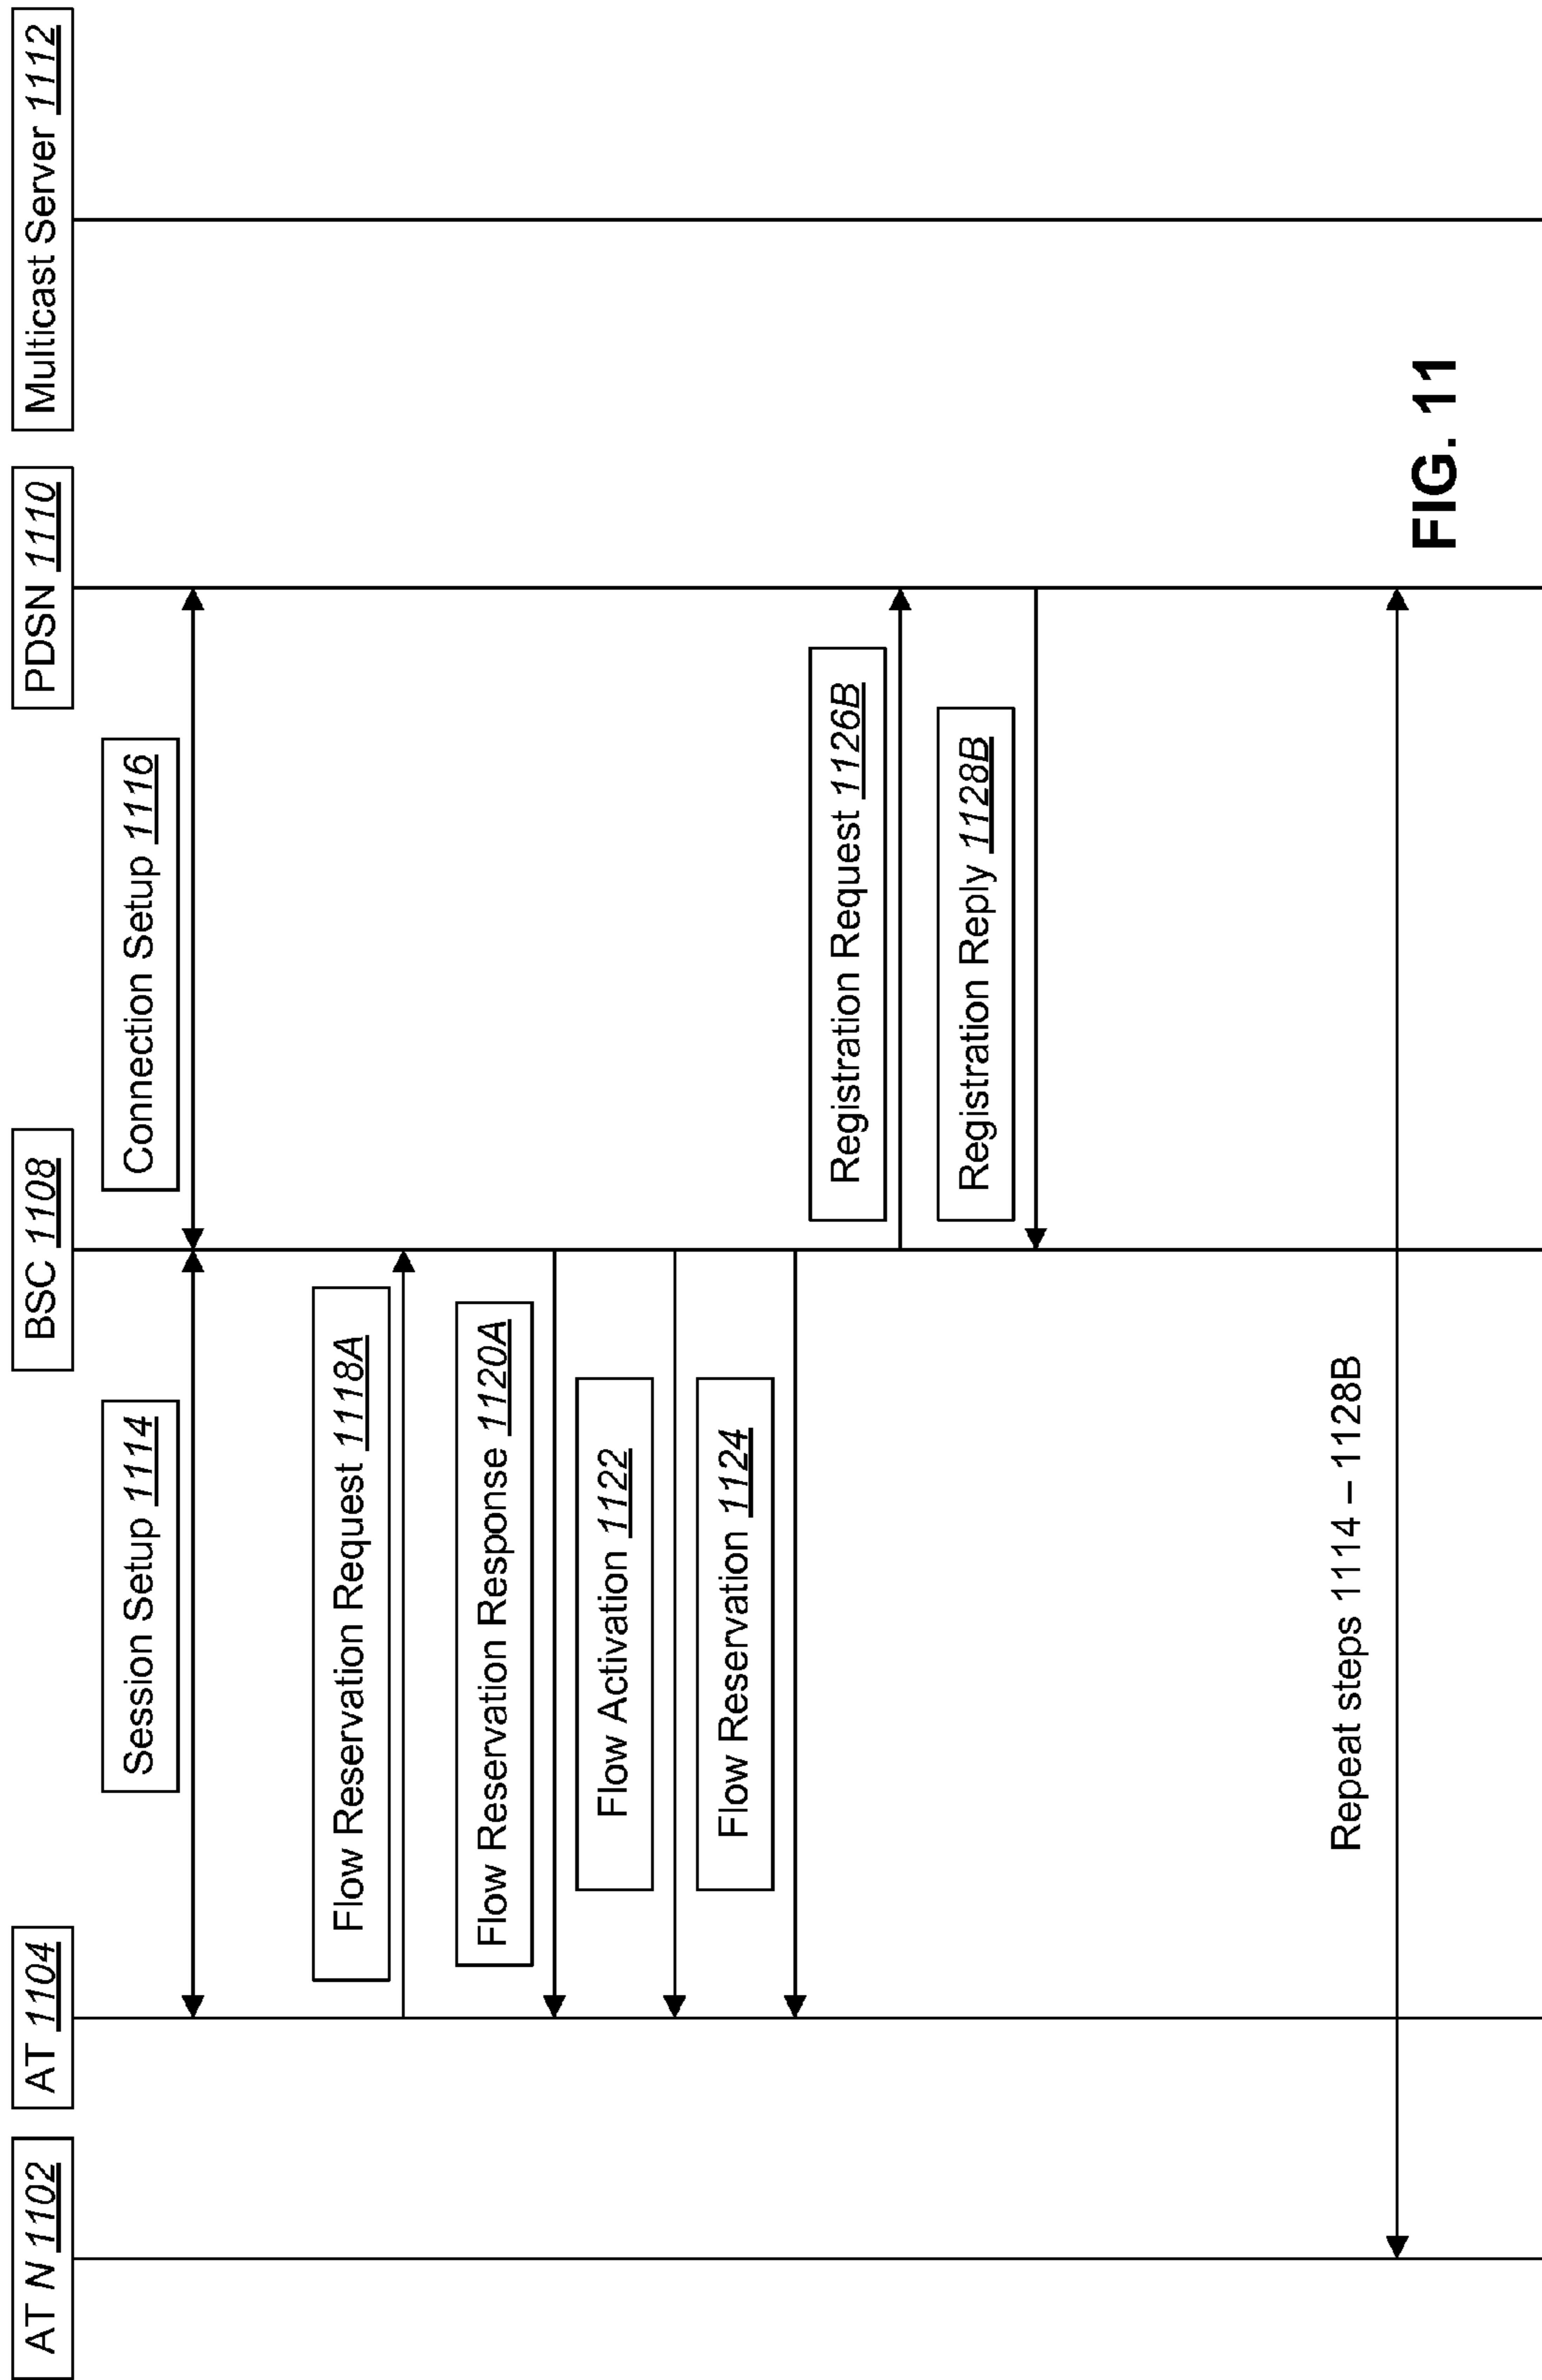 AT N 1102
AT 1104
BSC 1108
PDSN 1110
Multicast Server 1112
Session Setup 1114
Connection Setup 1116
Flow Reservation Request 1118A
Flow Reservation Response 1120A
Flow Activation 1122
Flow Reservation 1124
Registration Request 1126B
Registration Reply 1128B
Repeat steps 1114 – 1128B
FIG. 11